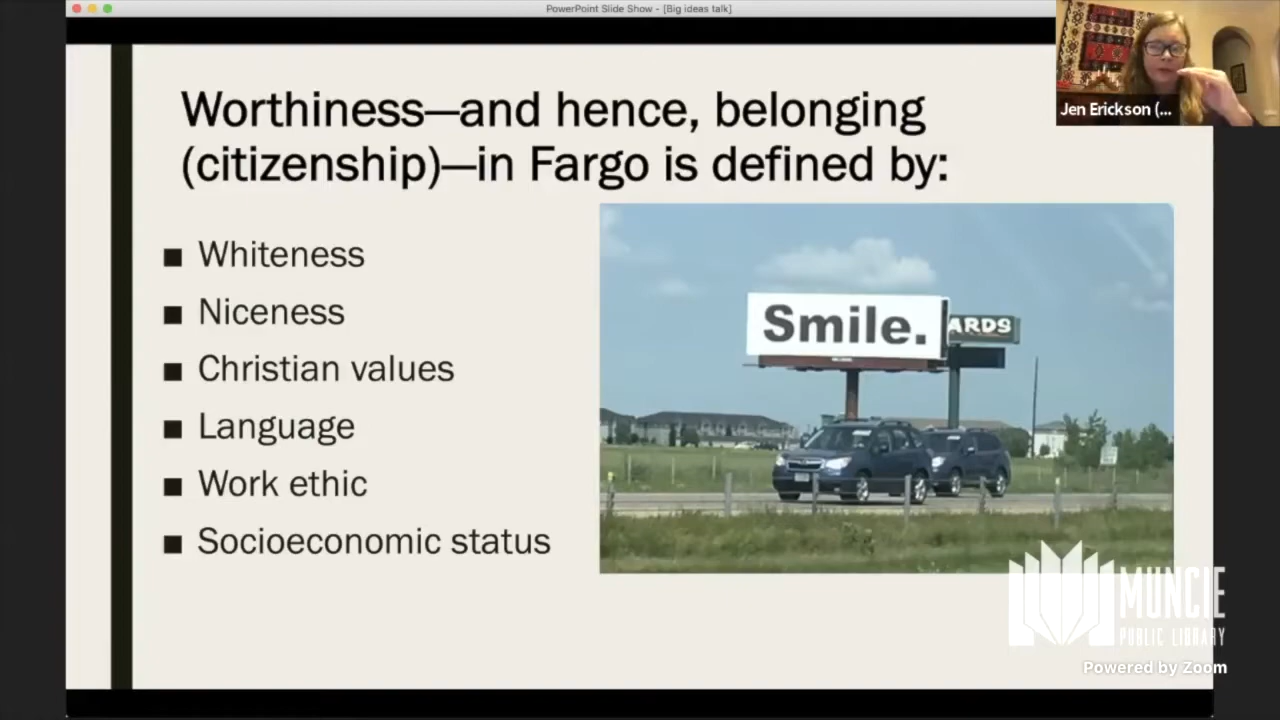 PowerPoint Slide Show - [Big ideas talk]
Jen Erickson (...
Worthiness—and hence, belonging
(citizenship)—in Fargo is defined by:
■ Whiteness
■ Niceness
■ Christian values
■ Language
■ Work ethic
■ Socioeconomic status
Smile.
ARDS
MUNCIE
PUBLIC LIBRARY
Powered by Zoom